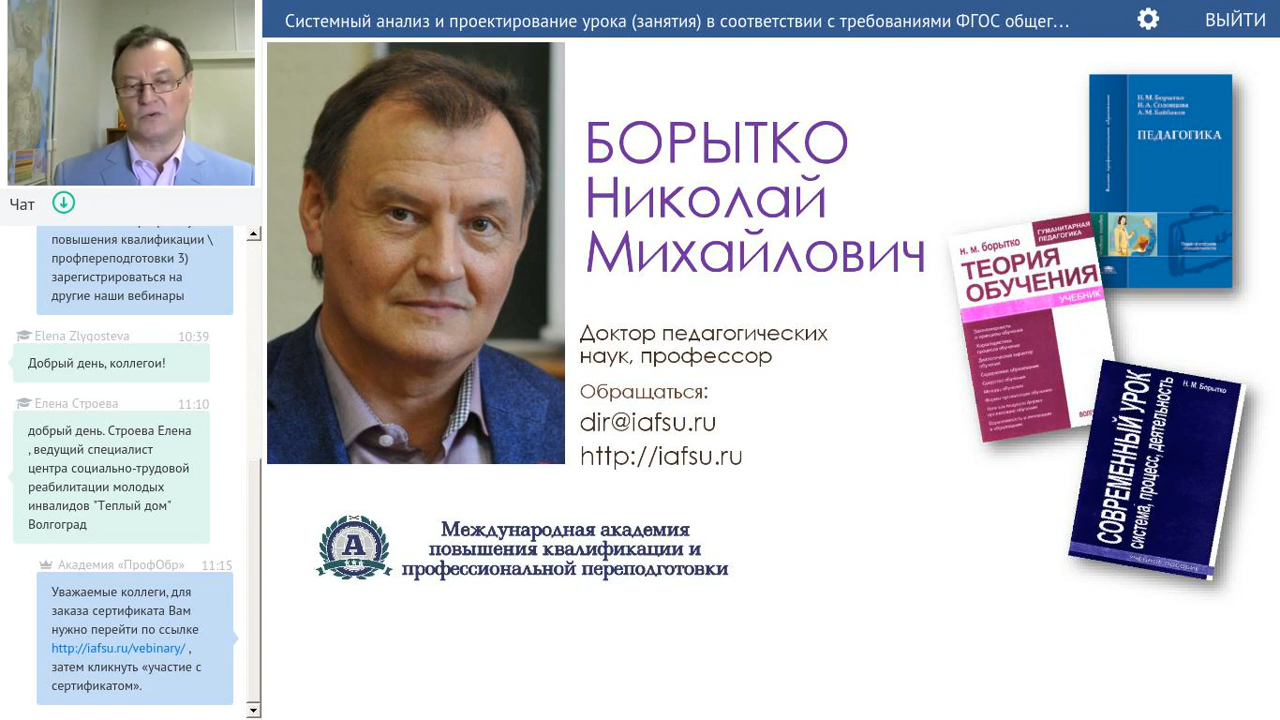 Системный анализ и проектирование урока (занятия) в соответствии с требованиями ФГОС общег...
ВЫЙТИ
Чат
повышения квалификации \
профпереподготовки 3)
зарегистрироваться на
другие наши вебинары
Elena Zlygosteva 10:39
Добрый день, коллегои!
Елена Строева 11:10
добрый день. Строева Елена
, ведущий специалист
центра социально-трудовой
реабилитации молодых
инвалидов "Теплый дом"
Волгоград
Академия «ПрофОбр» 11:15
Уважаемые коллеги, для
заказа сертификата Вам
нужно перейти по ссылке
http://iafsu.ru/vebinary/ ,
затем кликнуть «участие с
сертификатом».
БОРЫТКО
Николай
Михайлович
Доктор педагогических
наук, профессор
Обращаться:
dir@iafsu.ru
http://iafsu.ru
А
Международная академия
повышения квалификации и
профессиональной переподготовки
Н. М. Борытко
И. А. Соловцова
А. М. Байбаков
ПЕДАГОГИКА
ГУМАНИТАРНАЯ
ПЕДАГОГИКА
Н. М. БОРЫТКО
ТЕОРИЯ
ОБУЧЕНИЯ
УЧЕБНИК
Н. М. Борытко
СОВРЕМЕННЫЙ УРОК
система, процесс, деятельность
УЧЕБНОЕ ПОСОБИЕ